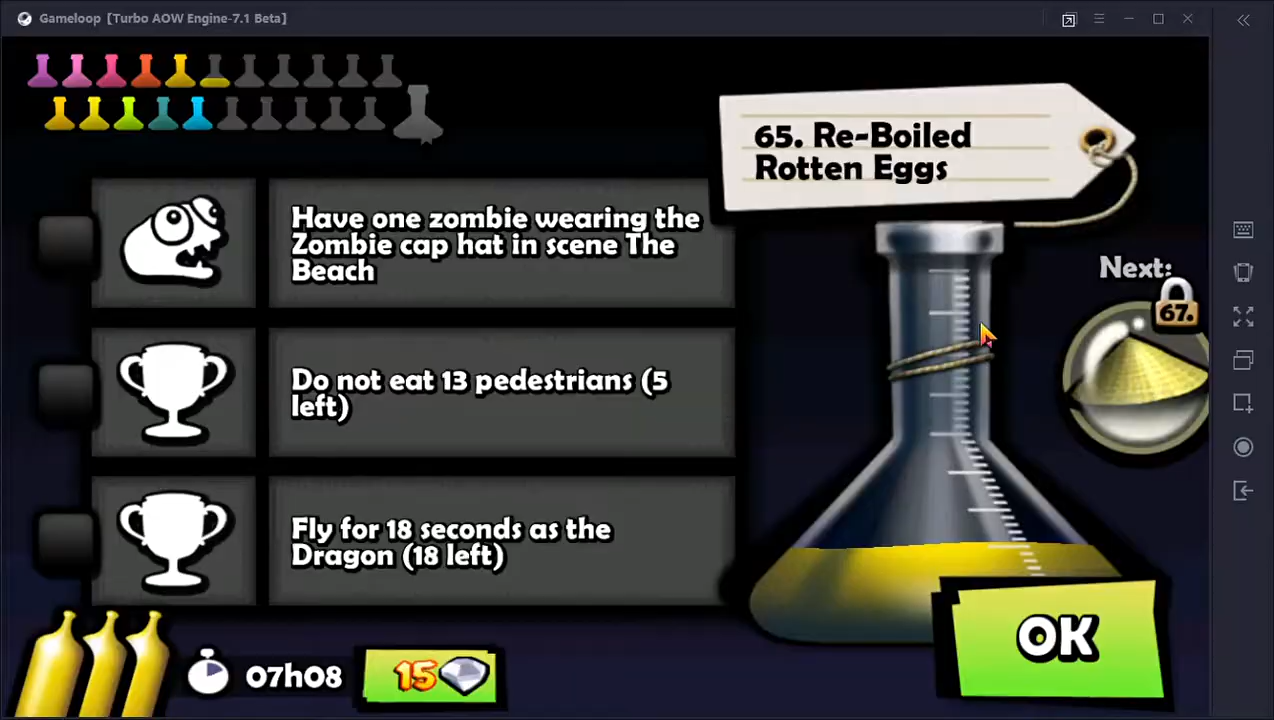 Gameloop [Turbo AOW Engine-7.1 Beta]
65. Re-Boiled
Rotten Eggs
Have one zombie wearing the
Zombie cap hat in scene The
Beach
Next:
67.
Do not eat 13 pedestrians (5
left)
Fly for 18 seconds as the
Dragon (18 left)
07h08
15
OK